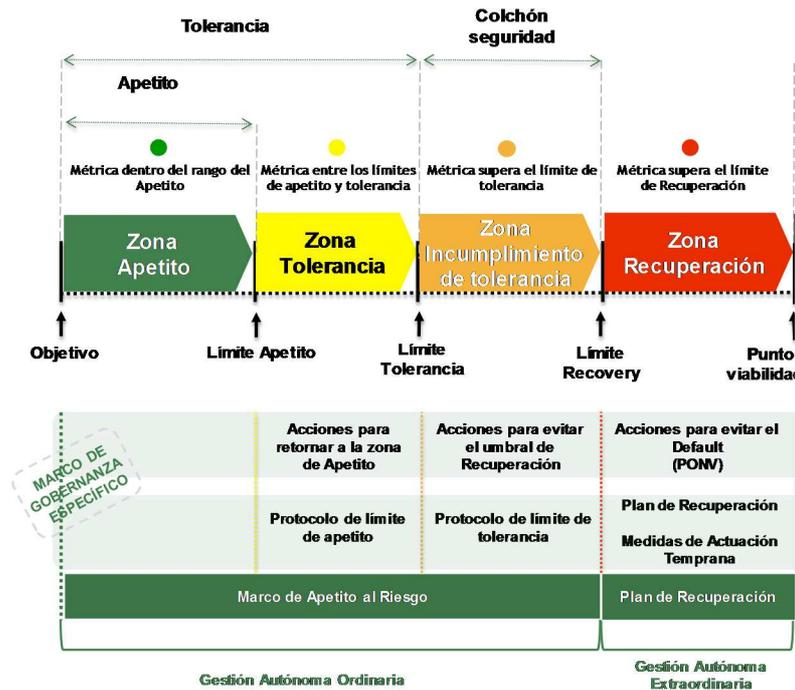 Tolerancia
Colchón
seguridad
Apetito
Métrica dentro del rango del
Apetito
Métrica entre los límites
de apetito y tolerancia
Métrica supera el límite de
tolerancia
Métrica supera el límite
de Recuperación
Zona
Apetito
Zona
Tolerancia
Zona
Incumplimiento
de tolerancia
Zona
Recuperación
Objetivo
Límite Apetito
Límite
Tolerancia
Límite
Recovery
Punto
viabilidad
MARCO DE
GOBERNANZA
ESPECÍFICO
Acciones para
retornar a la zona
de Apetito
Acciones para evitar
el umbral de
Recuperación
Acciones para evitar el
Default
(PONV)
Protocolo de límite
de apetito
Protocolo de límite de
tolerancia
Plan de Recuperación
Medidas de Actuación
Temprana
Marco de Apetito al Riesgo
Plan de Recuperación
Gestión Autónoma Ordinaria
Gestión Autónoma
Extraordinaria